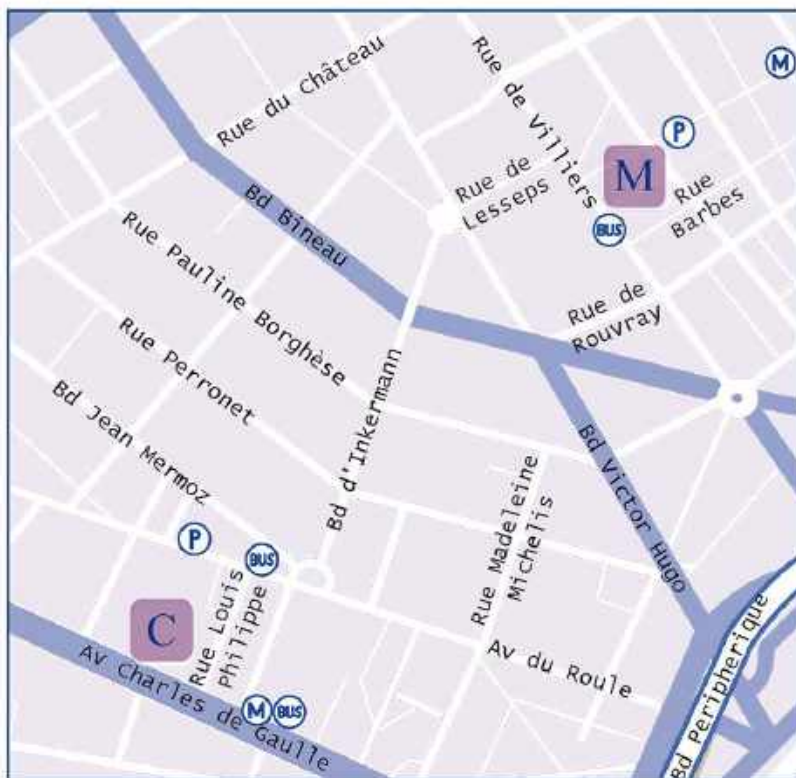 Rue du Château
Rue de Villiers
M
P
M
Rue de
Lesseps
Rue
Barbes
BUS
Bd Bineau
Rue Pauline Borghèse
Rue de
Rouvray
Rue Perronet
Bd d'Inkermann
Bd Jean Mermoz
Bd Victor Hugo
Rue Madeleine
Michelis
P
BUS
Rue Louis
Philippe
C
Av du Roule
Bd Peripherique
Av Charles de Gaulle
M
BUS